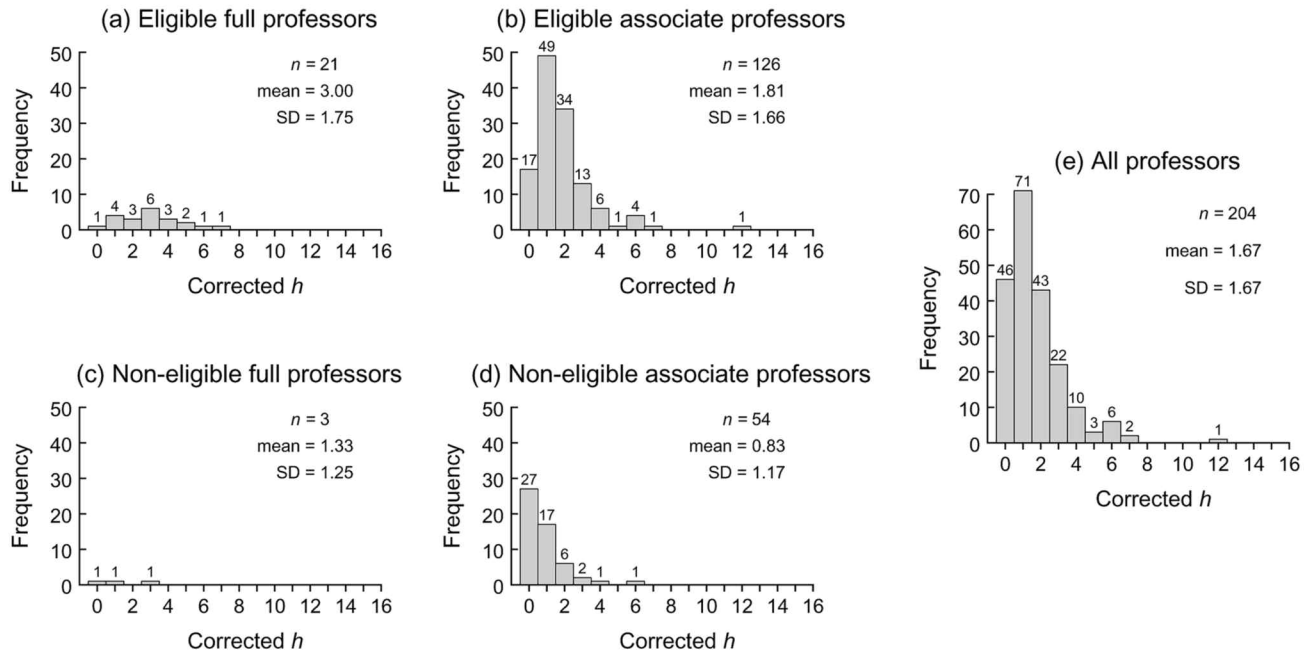 (a) Eligible full professors
n = 21
mean = 3.00
SD = 1.75
Frequency
50
40
30
20
10
0
1 4 3 6 3 2 1 1
0 2 4 6 8 10 12 14 16
Corrected h
(b) Eligible associate professors
n = 126
mean = 1.81
SD = 1.66
Frequency
50
40
30
20
10
0
17 49 34 13 6 1 4 1 1
0 2 4 6 8 10 12 14 16
Corrected h
(c) Non-eligible full professors
n = 3
mean = 1.33
SD = 1.25
Frequency
50
40
30
20
10
0
1 1 1
0 2 4 6 8 10 12 14 16
Corrected h
(d) Non-eligible associate professors
n = 54
mean = 0.83
SD = 1.17
Frequency
50
40
30
20
10
0
27 17 6 2 1 1
0 2 4 6 8 10 12 14 16
Corrected h
(e) All professors
n = 204
mean = 1.67
SD = 1.67
Frequency
70
60
50
40
30
20
10
0
46 71 43 22 10 3 6 2 1
0 2 4 6 8 10 12 14 16
Corrected h